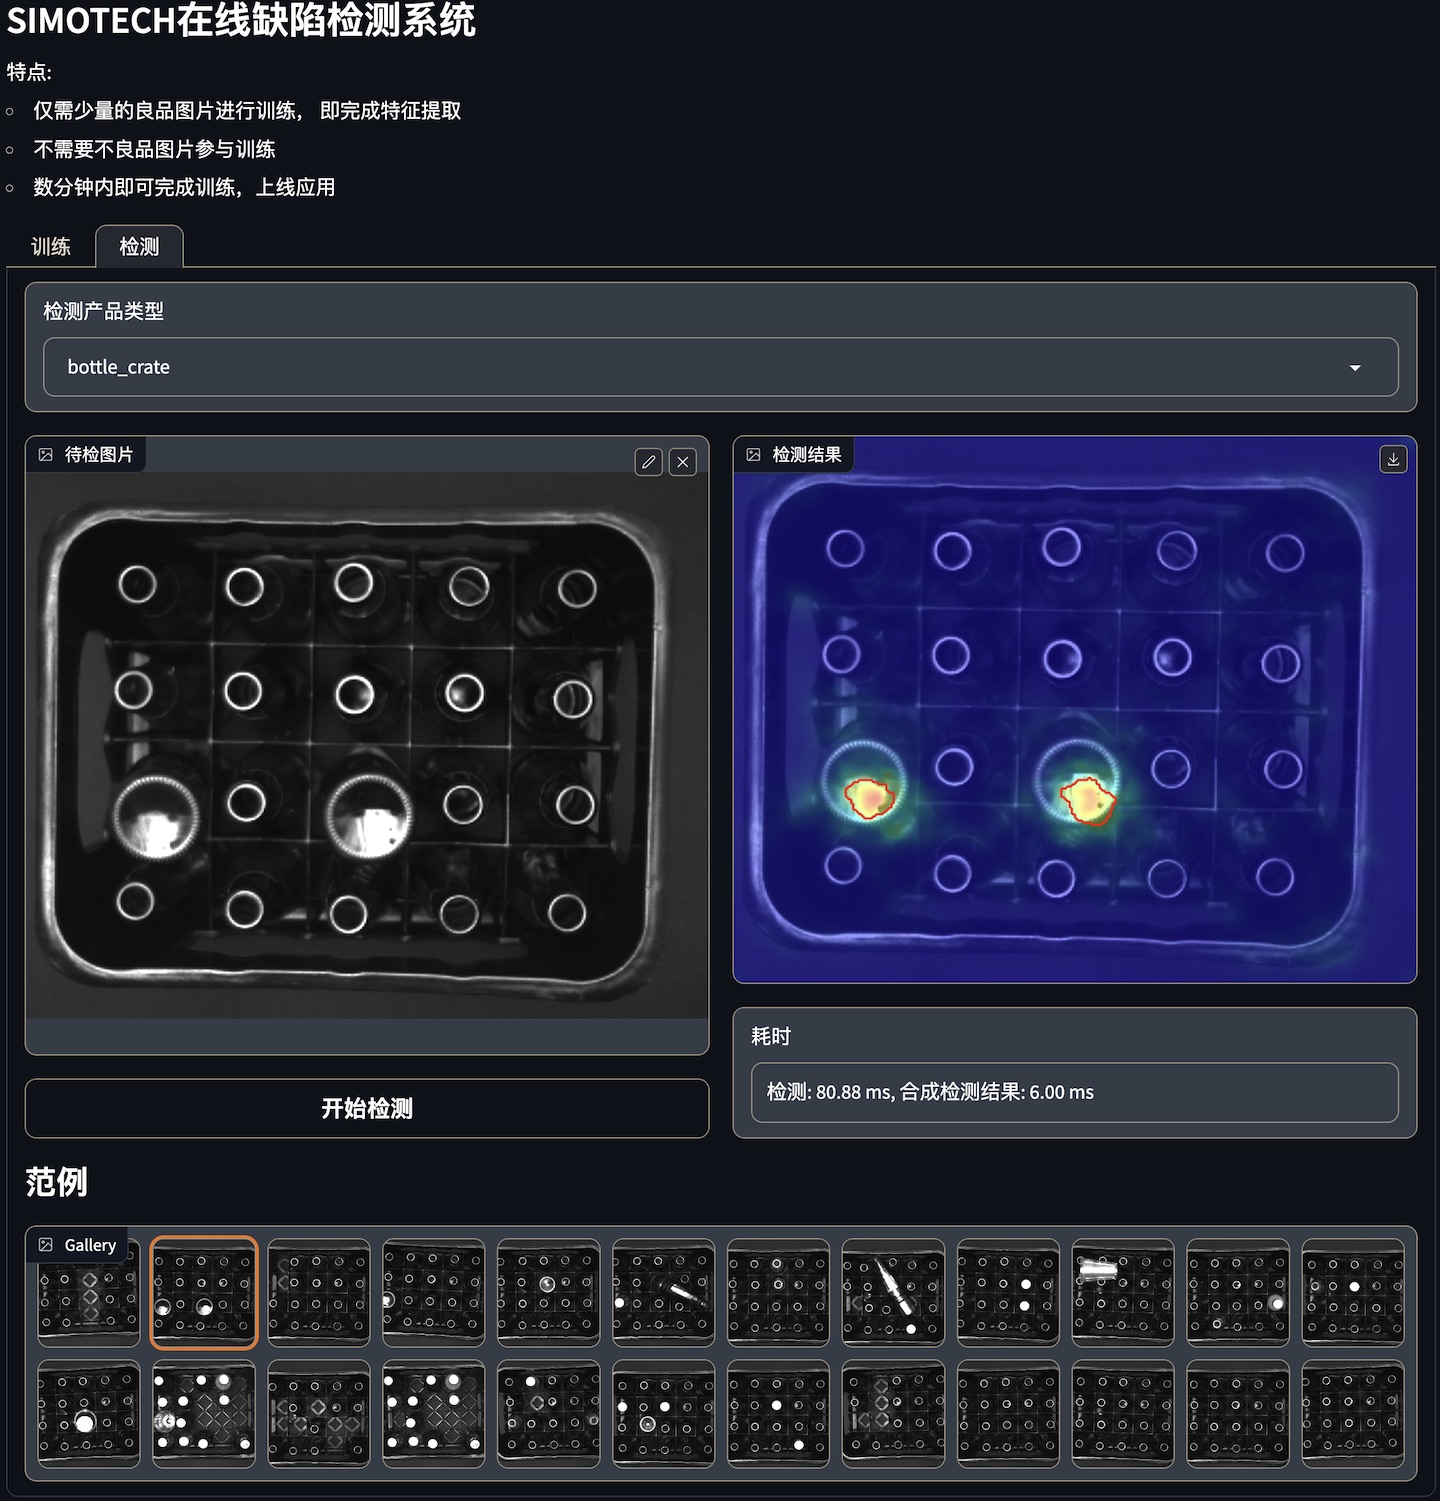 SIMOTECH在线缺陷检测系统
特点:
仅需少量的良品图片进行训练， 即完成特征提取
不需要不良品图片参与训练
数分钟内即可完成训练，上线应用
训练
检测
检测产品类型
bottle_crate
待检图片
检测结果
耗时
检测: 80.88 ms, 合成检测结果: 6.00 ms
开始检测
范例
Gallery